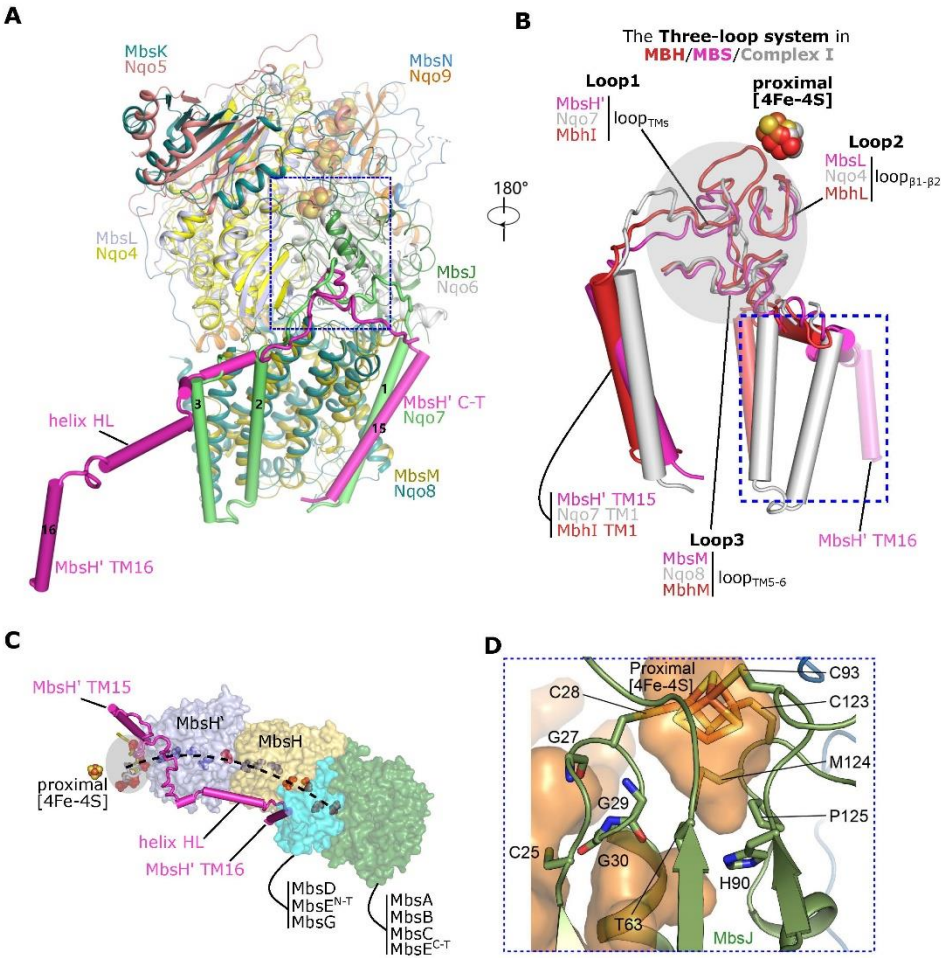 A
MbsK
Nqo5
MbsN
Nqo9
MbsL
Nqo4
MbsJ
Nqo6
3
2
1
15
MbsH' C-T
Nqo7
helix HL
16
MbsH' TM16
MbsM
Nqo8
180°
B
The Three-loop system in
MBH/MBS/Complex I
Loop1
MbsH'
Nqo7
MbhI
loopTMs
proximal
[4Fe-4S]
Loop2
MbsL
Nqo4
MbhL
loopβ1-β2
MbsH' TM15
Nqo7 TM1
MbhI TM1
Loop3
MbsM
Nqo8
MbhM
loopTM5-6
MbsH' TM16
C
MbsH' TM15
MbsH'
MbsH
proximal
[4Fe-4S]
helix HL
MbsH' TM16
MbsD
MbsE N-T
MbsG
MbsA
MbsB
MbsC
MbsE C-T
D
Proximal
[4Fe-4S]
C93
C28
C123
G27
M124
G29
P125
C25
G30
H90
T63
MbsJ